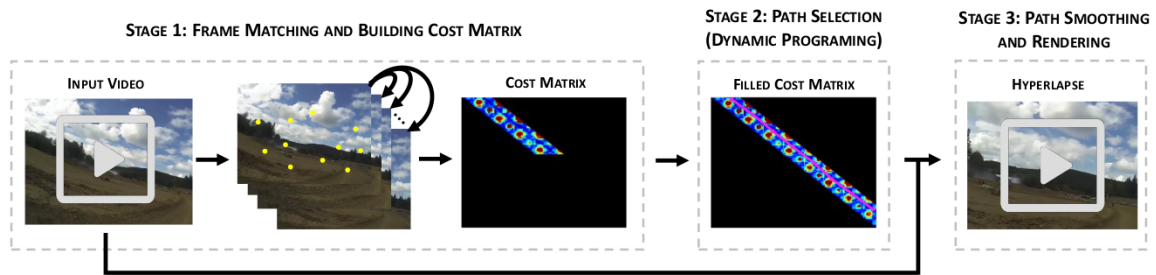 STAGE 1: FRAME MATCHING AND BUILDING COST MATRIX
STAGE 2: PATH SELECTION
(DYNAMIC PROGRAMING)
STAGE 3: PATH SMOOTHING
AND RENDERING
INPUT VIDEO
COST MATRIX
FILLED COST MATRIX
HYPERLAPSE